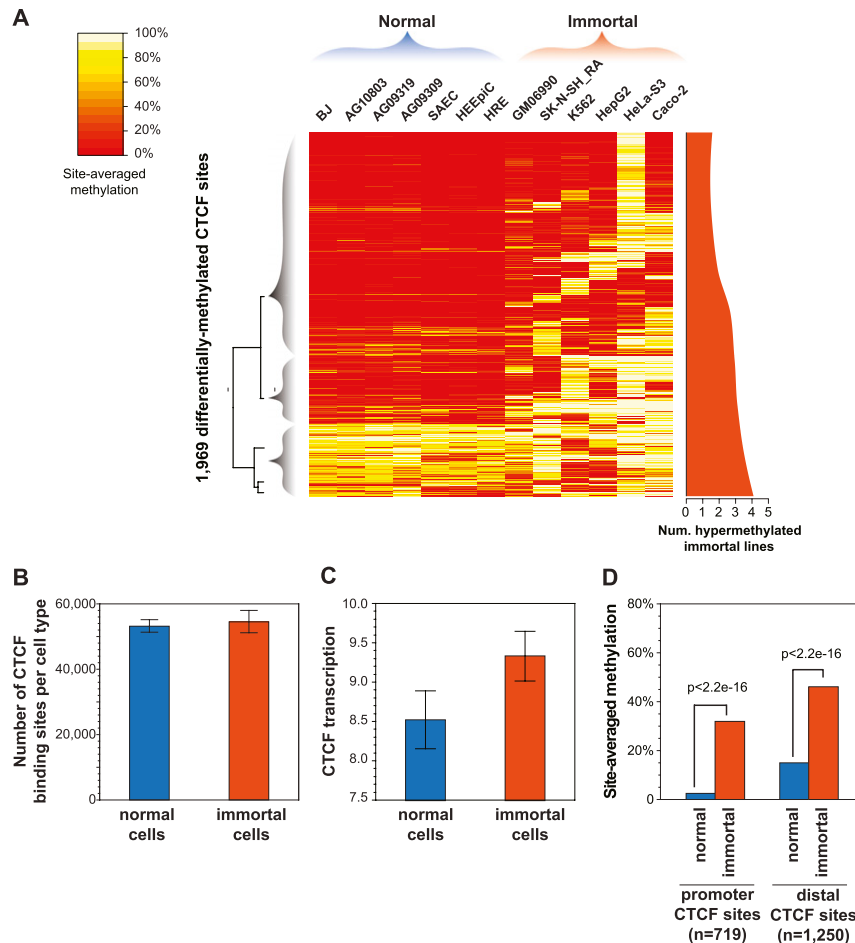 A
Normal
Immortal
100%
80%
60%
40%
20%
0%
Site-averaged
methylation
BJ
AG10803
AG09319
AG09309
SAEC
HEEpiC
HRE
GM06990
SK-N-SH_RA
K562
HepG2
HeLa-S3
Caco-2
1,969 differentially-methylated CTCF sites
0 1 2 3 4 5
Num. hypermethylated
immortal lines
B
Number of CTCF
binding sites per cell type
60,000
40,000
20,000
0
normal
cells
immortal
cells
C
CTCF transcription
10.0
9.5
9.0
8.5
8.0
7.5
normal
cells
immortal
cells
D
Site-averaged methylation
80%
60%
40%
20%
0
p<2.2e-16
p<2.2e-16
normal
immortal
normal
immortal
promoter
CTCF sites
(n=719)
distal
CTCF sites
(n=1,250)